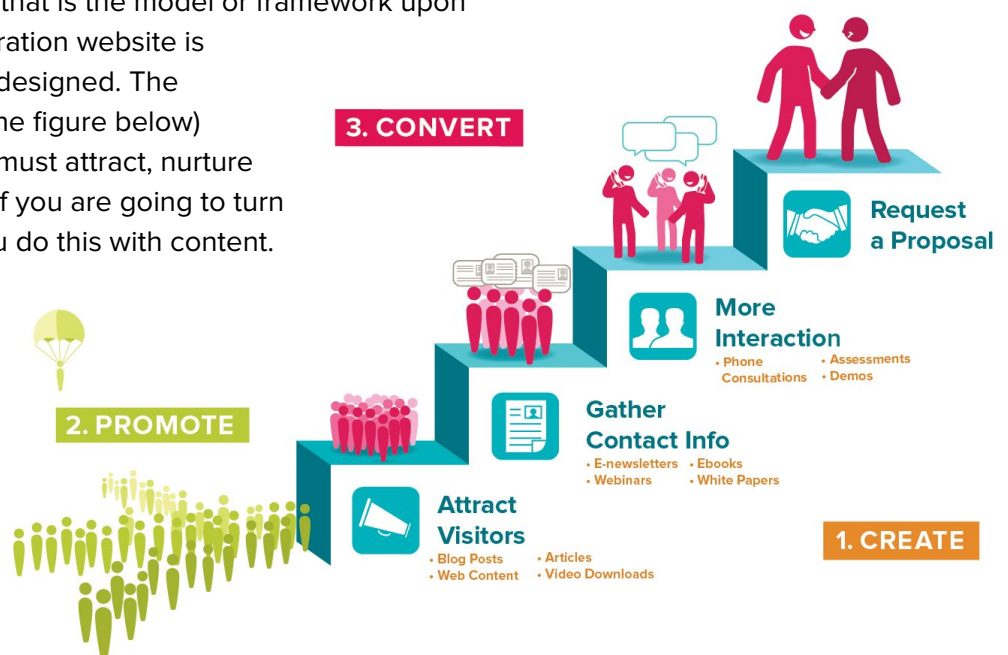 that is the model or framework upon
ration website is
designed. The
ne figure below)
must attract, nurture
f you are going to turn
u do this with content.
3. CONVERT
Request
a Proposal
More
Interaction
• Phone
Consultations
• Assessments
• Demos
2. PROMOTE
Gather
Contact Info
• E-newsletters • Ebooks
• Webinars • White Papers
Attract
Visitors
• Blog Posts • Articles
• Web Content • Video Downloads
1. CREATE